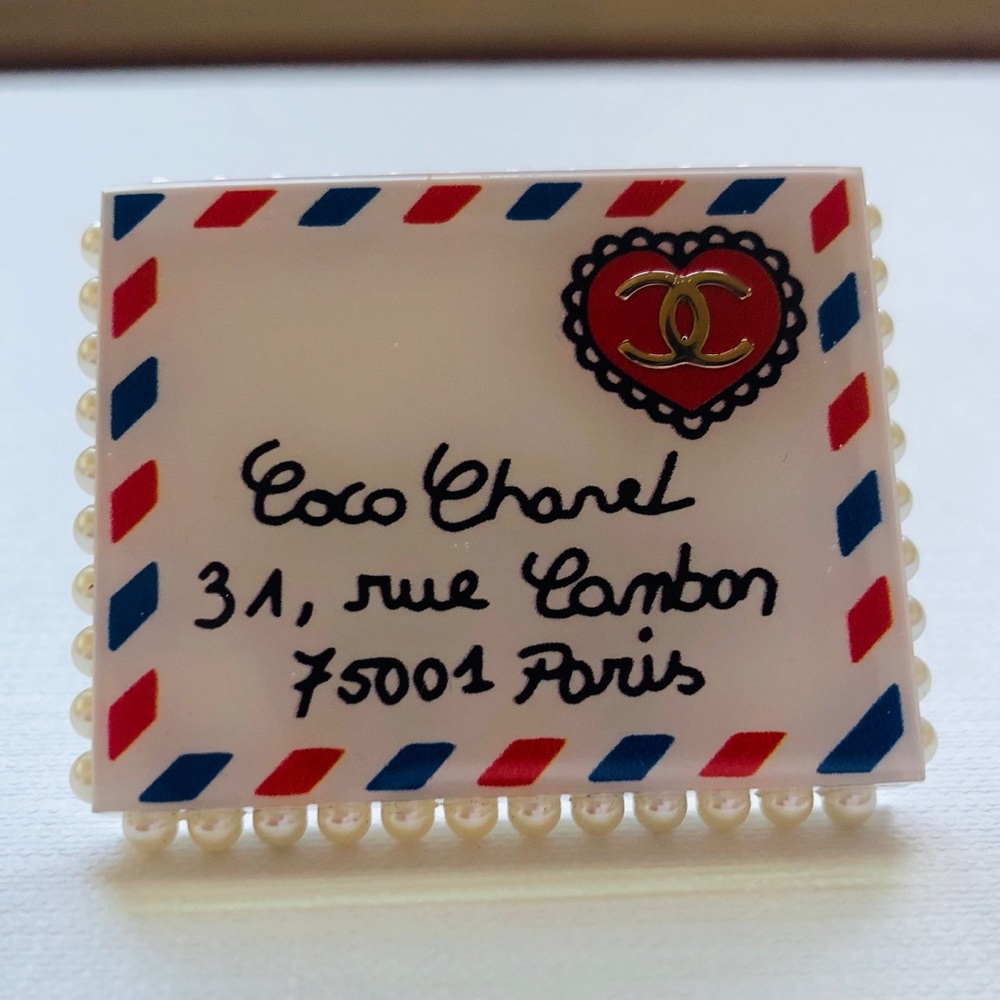 Coco Chanel
31, rue Cambon
75001 Paris